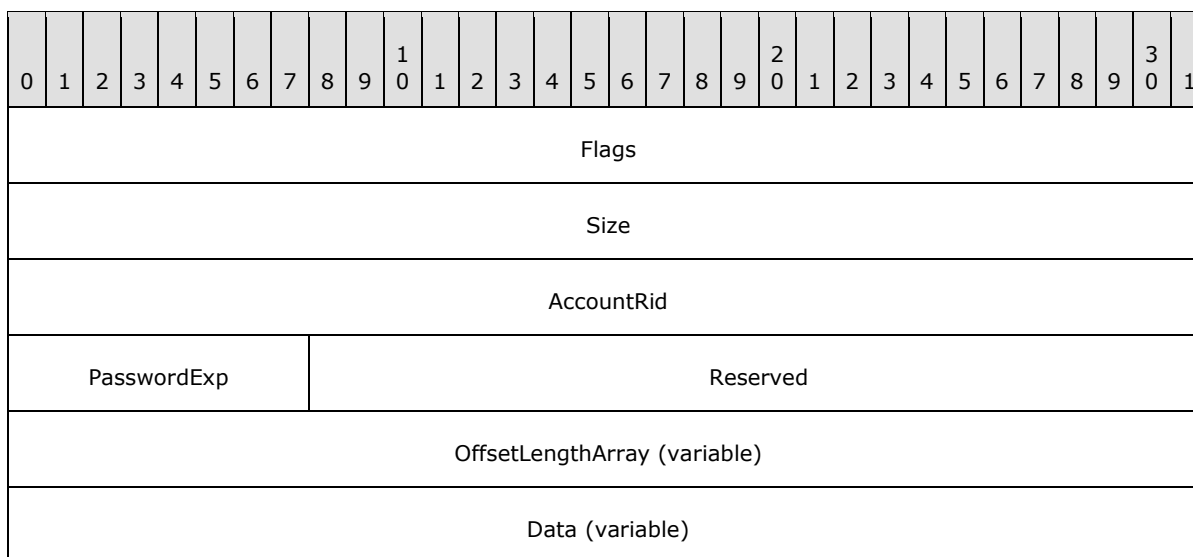 1 2 3
0 1 2 3 4 5 6 7 8 9 0 1 2 3 4 5 6 7 8 9 0 1 2 3 4 5 6 7 8 9 0 1
Flags
Size
AccountRid
PasswordExp Reserved
OffsetLengthArray (variable)
Data (variable)